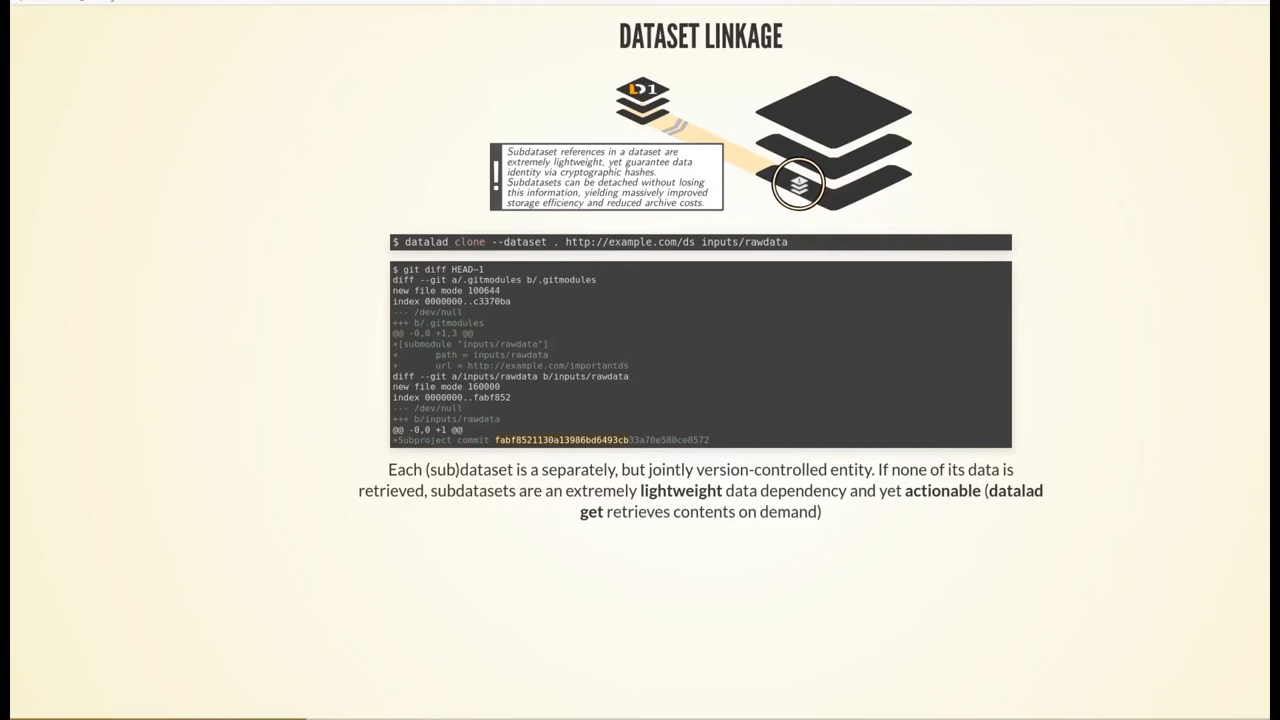 DATASET LINKAGE
LD1
Subdataset references in a dataset are
extremely lightweight, yet guarantee data
identity via cryptographic hashes.
Subdatasets can be detached without losing
this information, yielding massively improved
storage efficiency and reduced archive costs.
!
$ datalad clone --dataset . http://example.com/ds inputs/rawdata
$ git diff HEAD~1
diff --git a/.gitmodules b/.gitmodules
new file mode 100644
index 0000000..c3370ba
--- /dev/null
+++ b/.gitmodules
@@ -0,0 +1,3 @@
+[submodule "inputs/rawdata"]
+       path = inputs/rawdata
+       url = http://example.com/importantds
diff --git a/inputs/rawdata b/inputs/rawdata
new file mode 160000
index 0000000..fabf852
--- /dev/null
+++ b/inputs/rawdata
@@ -0,0 +1 @@
+Subproject commit fabf8521130a13986bd6493cb33a70e580ce8572
Each (sub)dataset is a separately, but jointly version-controlled entity. If none of its data is
retrieved, subdatasets are an extremely lightweight data dependency and yet actionable (datalad
get retrieves contents on demand)